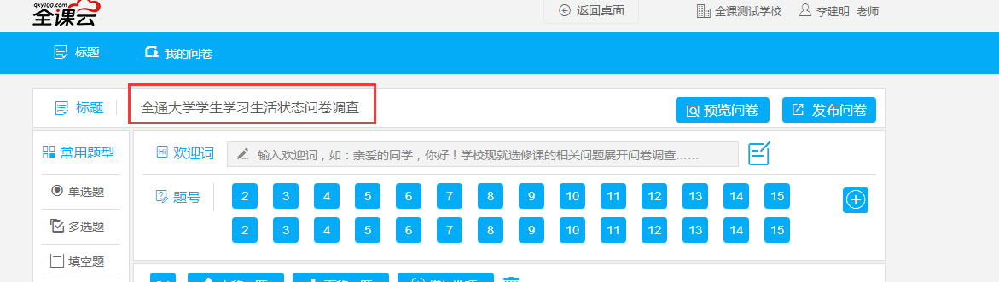 qky100.com
全课云
返回桌面
全课测试学校
李建明 老师
标题
我的问卷
标题
全通大学学生学习生活状态问卷调查
预览问卷
发布问卷
常用题型
单选题
多选题
填空题
Hi 欢迎词
输入欢迎词，如：亲爱的同学，你好！学校现就选修课的相关问题展开问卷调查……
题号
2 3 4 5 6 7 8 9 10 11 12 13 14 15
2 3 4 5 6 7 8 9 10 11 12 13 14 15